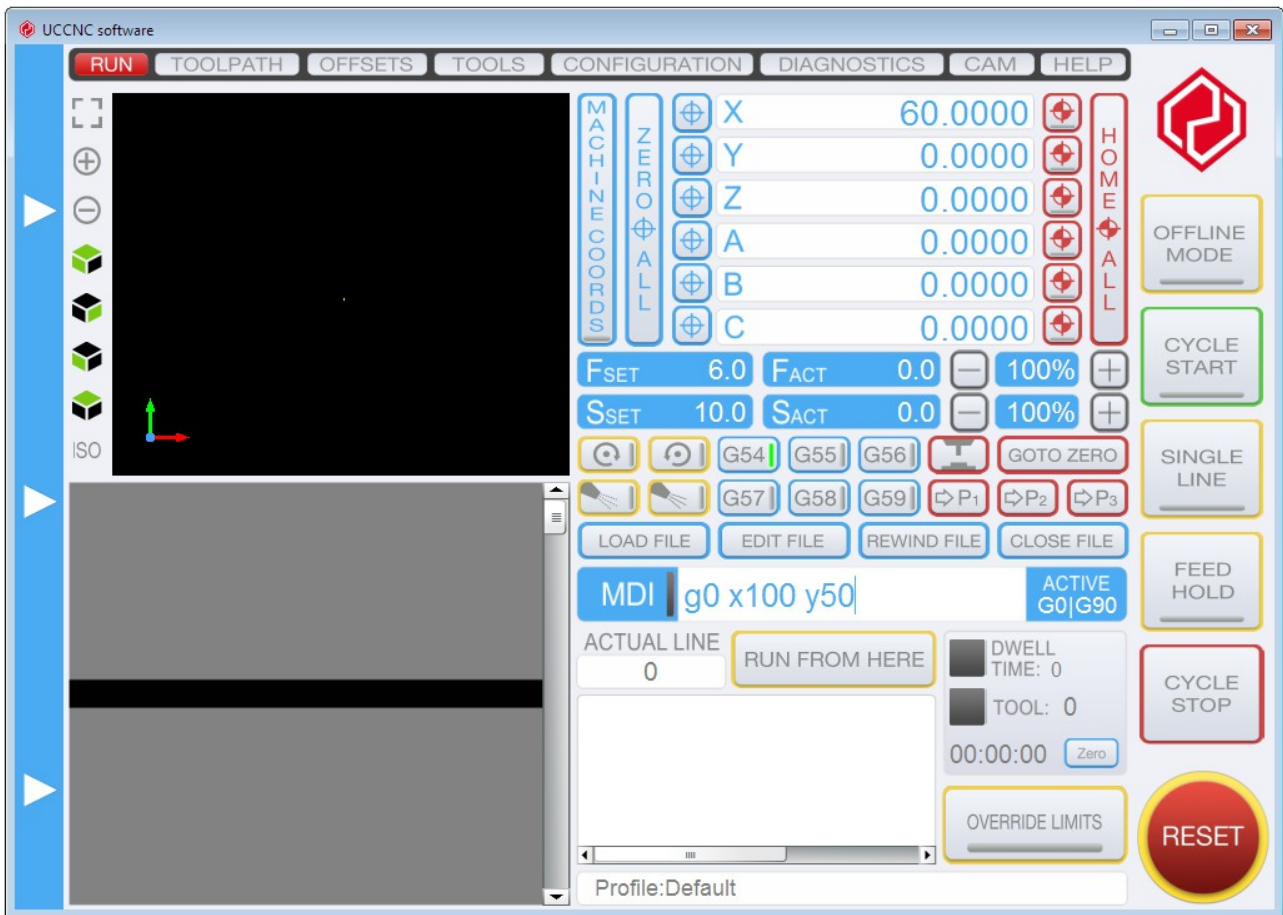 UCCNC software
RUN TOOLPATH OFFSETS TOOLS CONFIGURATION DIAGNOSTICS CAM HELP
MACHINE COORDS
ZERO ALL
X 60.0000
Y 0.0000
Z 0.0000
A 0.0000
B 0.0000
C 0.0000
HOME ALL
ISO
FSET 6.0 FACT 0.0 100%
SSET 10.0 SACT 0.0 100%
G54 G55 G56 GOTO ZERO
G57 G58 G59 P1 P2 P3
LOAD FILE EDIT FILE REWIND FILE CLOSE FILE
MDI g0 x100 y50 ACTIVE
G0|G90
ACTUAL LINE
0
RUN FROM HERE
DWELL
TIME: 0
TOOL: 0
00:00:00 Zero
OVERRIDE LIMITS
Profile:Default
OFFLINE
MODE
CYCLE
START
SINGLE
LINE
FEED
HOLD
CYCLE
STOP
RESET